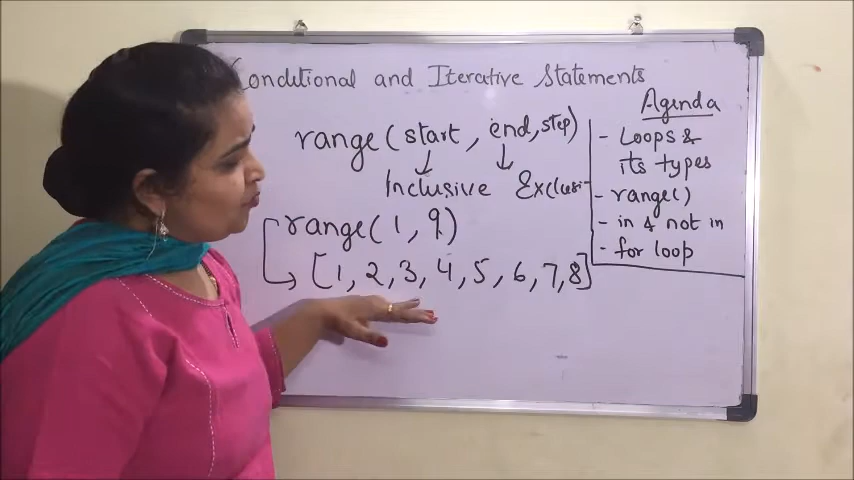 Conditional and Iterative Statements
range(start, end, step)
Inclusive Exclusi
range(1, 9)
[1, 2, 3, 4, 5, 6, 7, 8]
Agenda
- Loops &
its types
- range()
- in & not in
- for loop